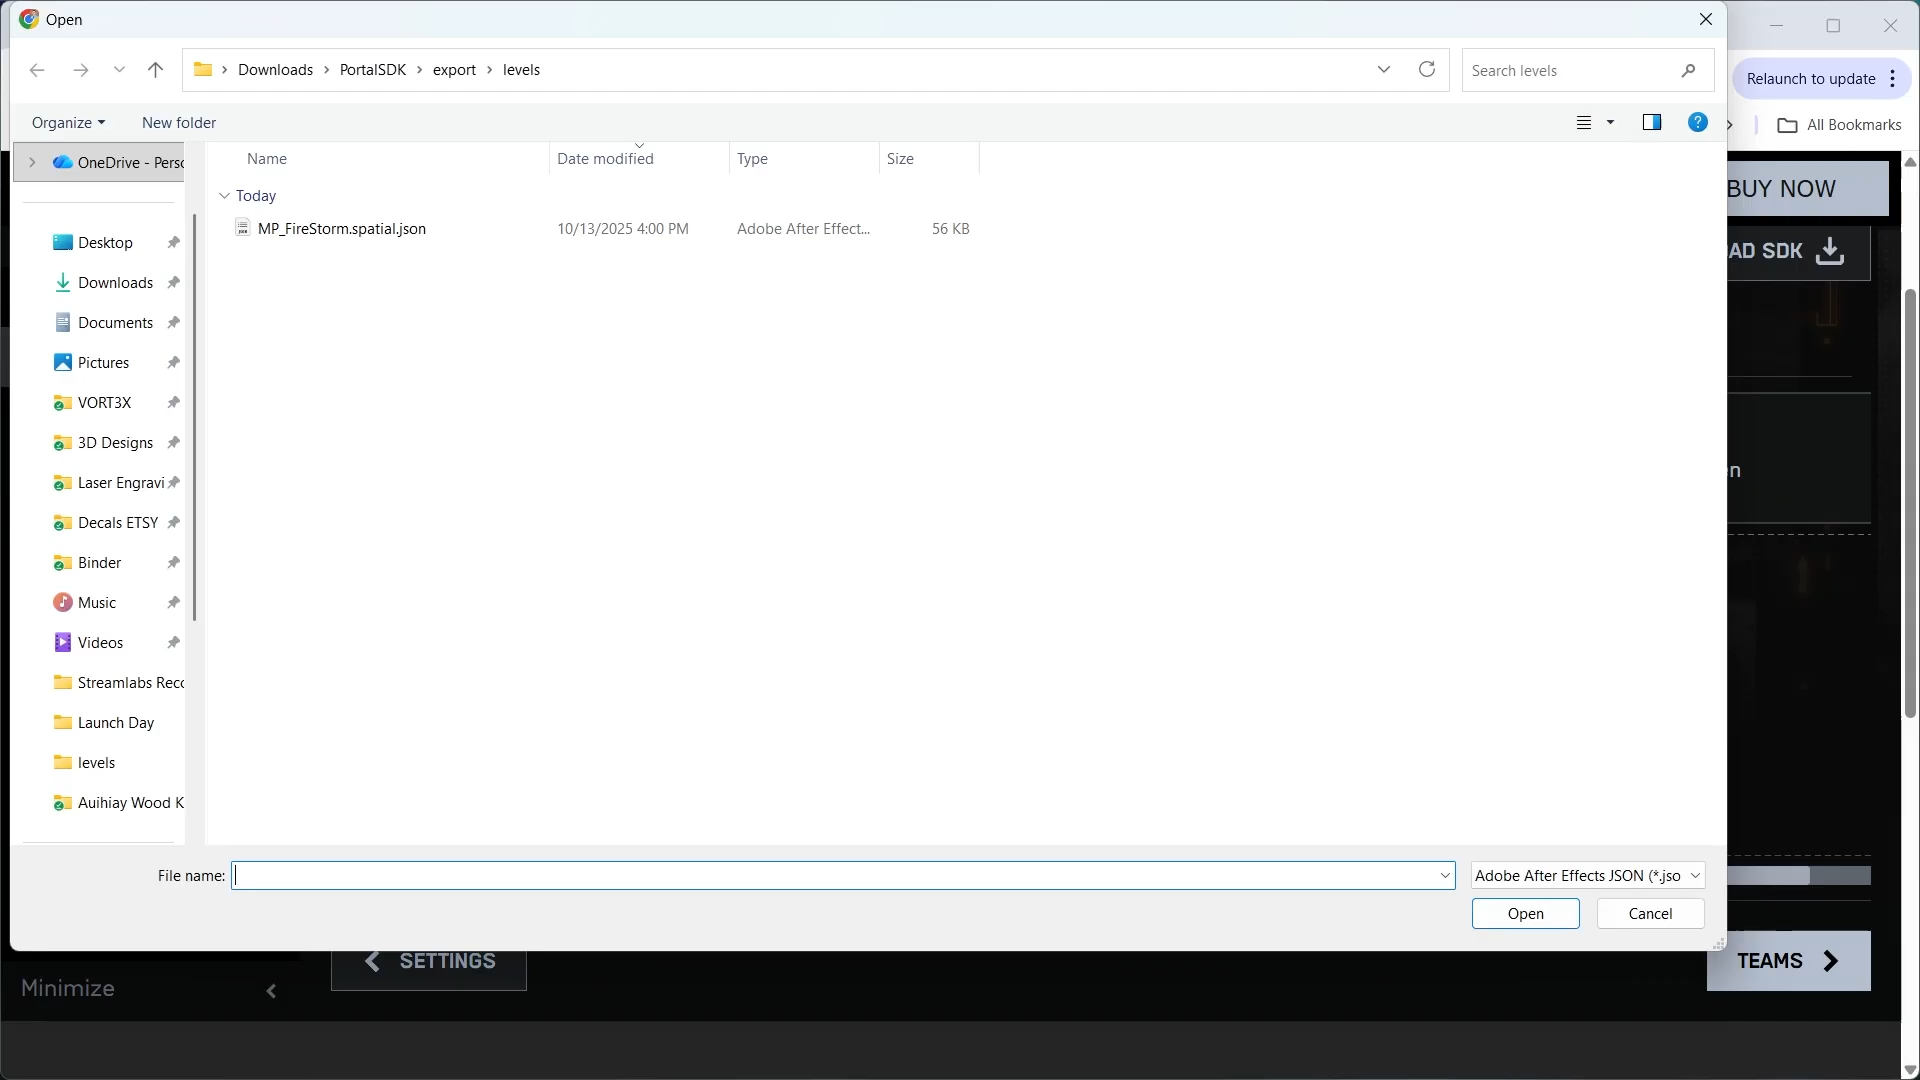 Open
Downloads
PortalSDK
export
levels
Search levels
Relaunch to update
Organize
New folder
?
All Bookmarks
OneDrive - Perso
Name
Date modified
Type
Size
BUY NOW
Today
MP_FireStorm.spatial.json
10/13/2025 4:00 PM
Adobe After Effect...
56 KB
Desktop
AD SDK
Downloads
Documents
Pictures
VORT3X
3D Designs
Laser Engravi
en
Decals ETSY
Binder
Music
Videos
Streamlabs Reco
Launch Day
levels
Auihiay Wood K
File name:
Adobe After Effects JSON (*.jso
Open
Cancel
SETTINGS
TEAMS
Minimize